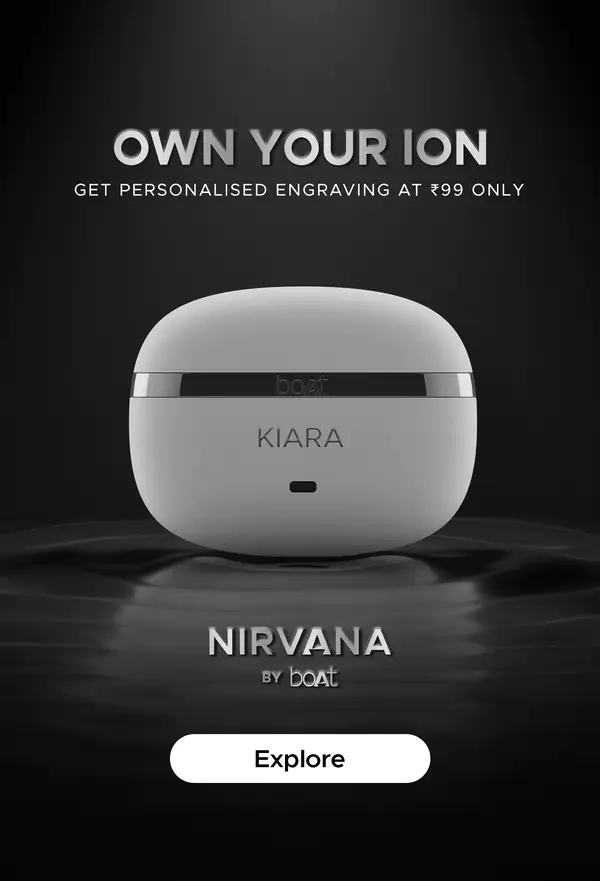 OWN YOUR ION
GET PERSONALISED ENGRAVING AT ₹99 ONLY
boAt
KIARA
NIRVANA
BY boAt
Explore